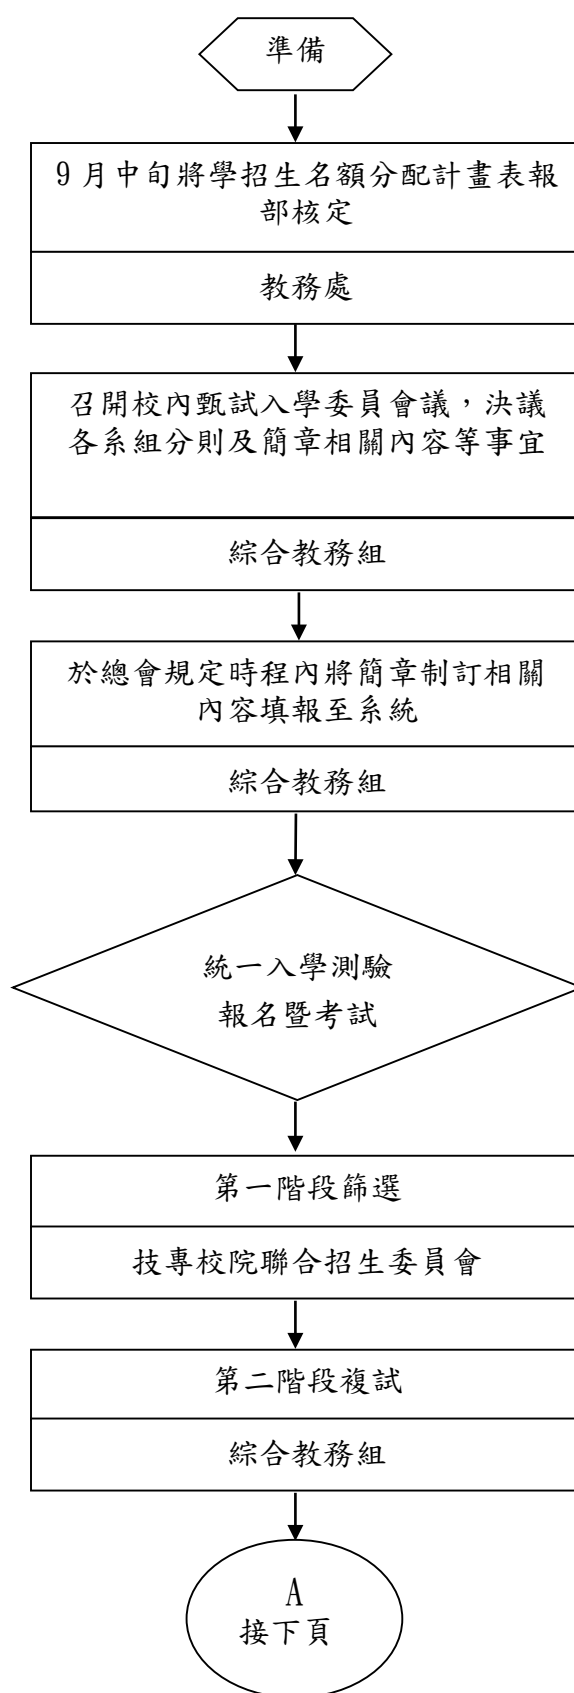 準備
9月中旬將學招生名額分配計畫表報
部核定
教務處
召開校內甄試入學委員會議，決議
各系組分則及簡章相關內容等事宜
綜合教務組
於總會規定時程內將簡章制訂相關
內容填報至系統
綜合教務組
統一入學測驗
報名暨考試
第一階段篩選
技專校院聯合招生委員會
第二階段複試
綜合教務組
A
接下頁